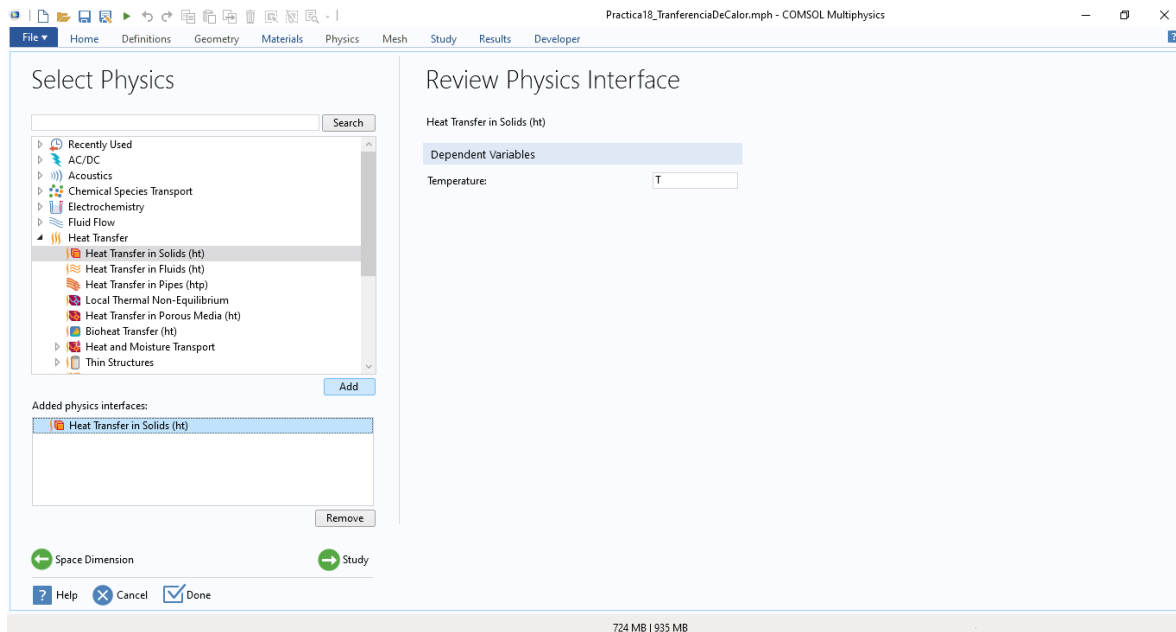 Practica18_TranferenciaDeCalor.mph - COMSOL Multiphysics
File Home Definitions Geometry Materials Physics Mesh Study Results Developer
Select Physics
Search
Recently Used
AC/DC
Acoustics
Chemical Species Transport
Electrochemistry
Fluid Flow
Heat Transfer
Heat Transfer in Solids (ht)
Heat Transfer in Fluids (ht)
Heat Transfer in Pipes (htp)
Local Thermal Non-Equilibrium
Heat Transfer in Porous Media (ht)
Bioheat Transfer (ht)
Heat and Moisture Transport
Thin Structures
Add
Added physics interfaces:
Heat Transfer in Solids (ht)
Remove
Space Dimension
Study
? Help Cancel Done
Review Physics Interface
Heat Transfer in Solids (ht)
Dependent Variables
Temperature: T
724 MB | 935 MB